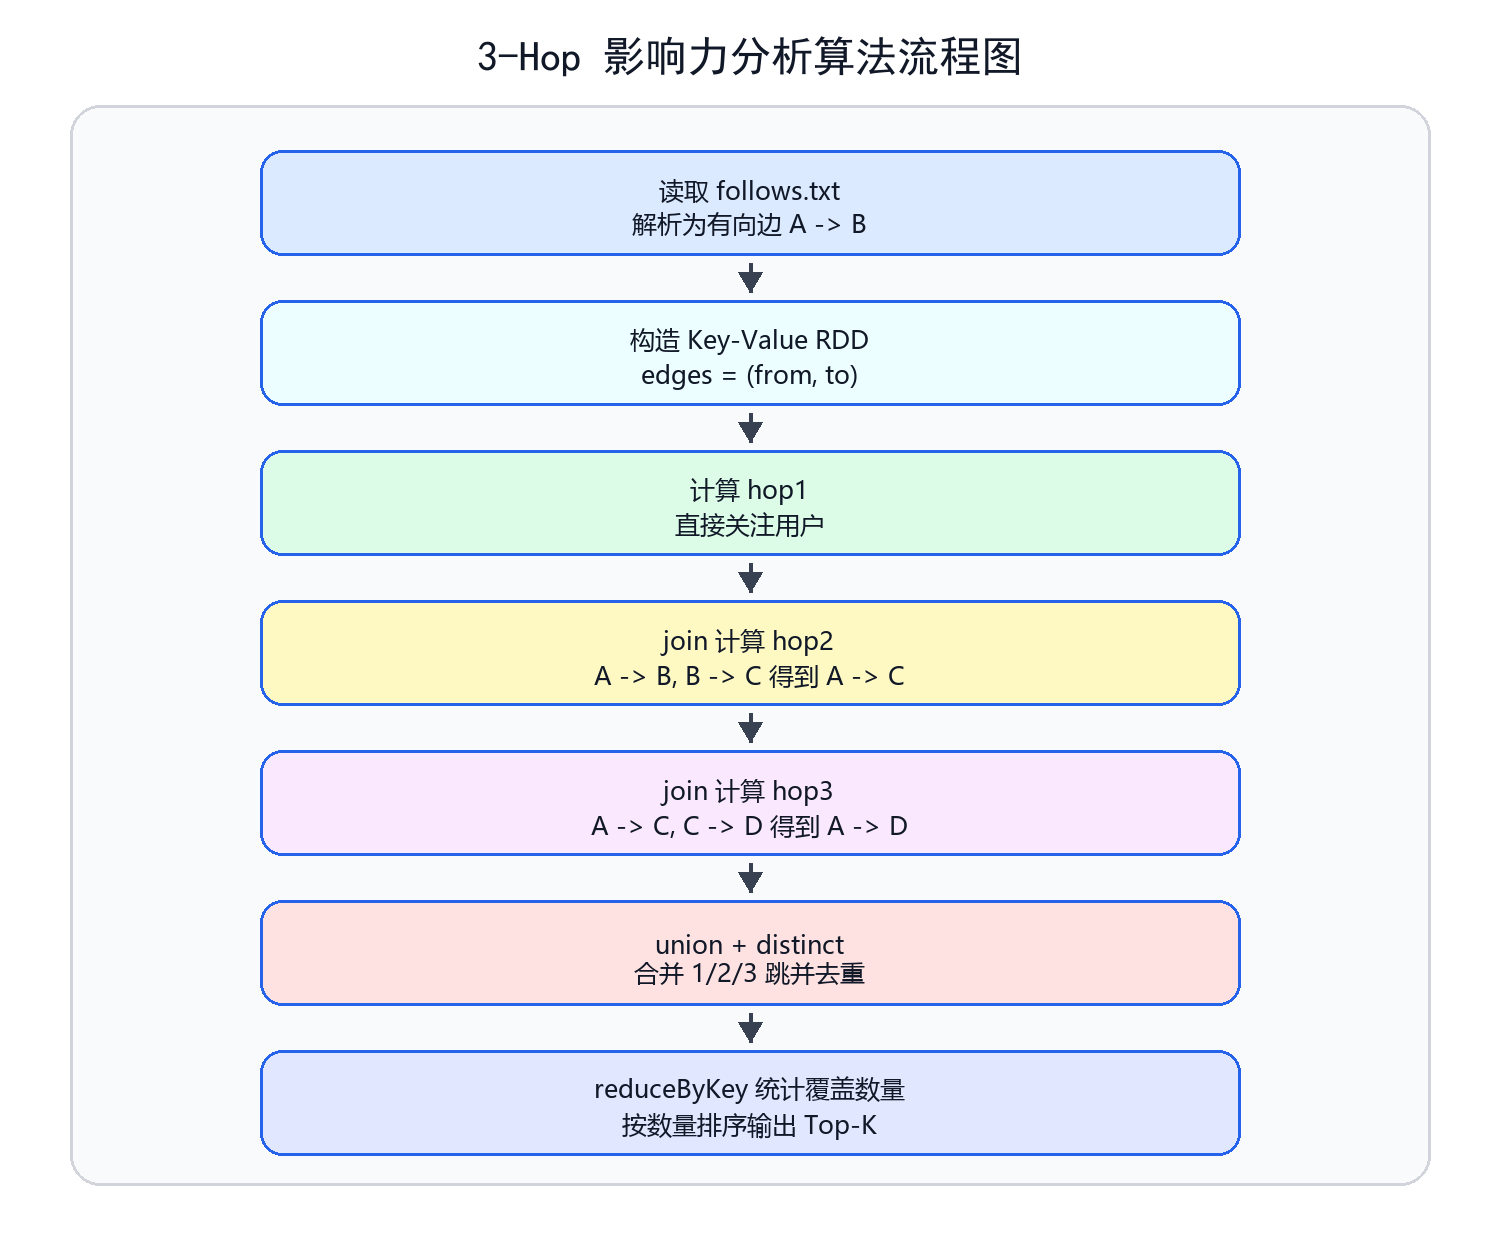 3-Hop 影响力分析算法流程图
读取 follows.txt
解析为有向边 A -> B
构造 Key-Value RDD
edges = (from, to)
计算 hop1
直接关注用户
join 计算 hop2
A -> B, B -> C 得到 A -> C
join 计算 hop3
A -> C, C -> D 得到 A -> D
union + distinct
合并 1/2/3 跳并去重
reduceByKey 统计覆盖数量
按数量排序输出 Top-K